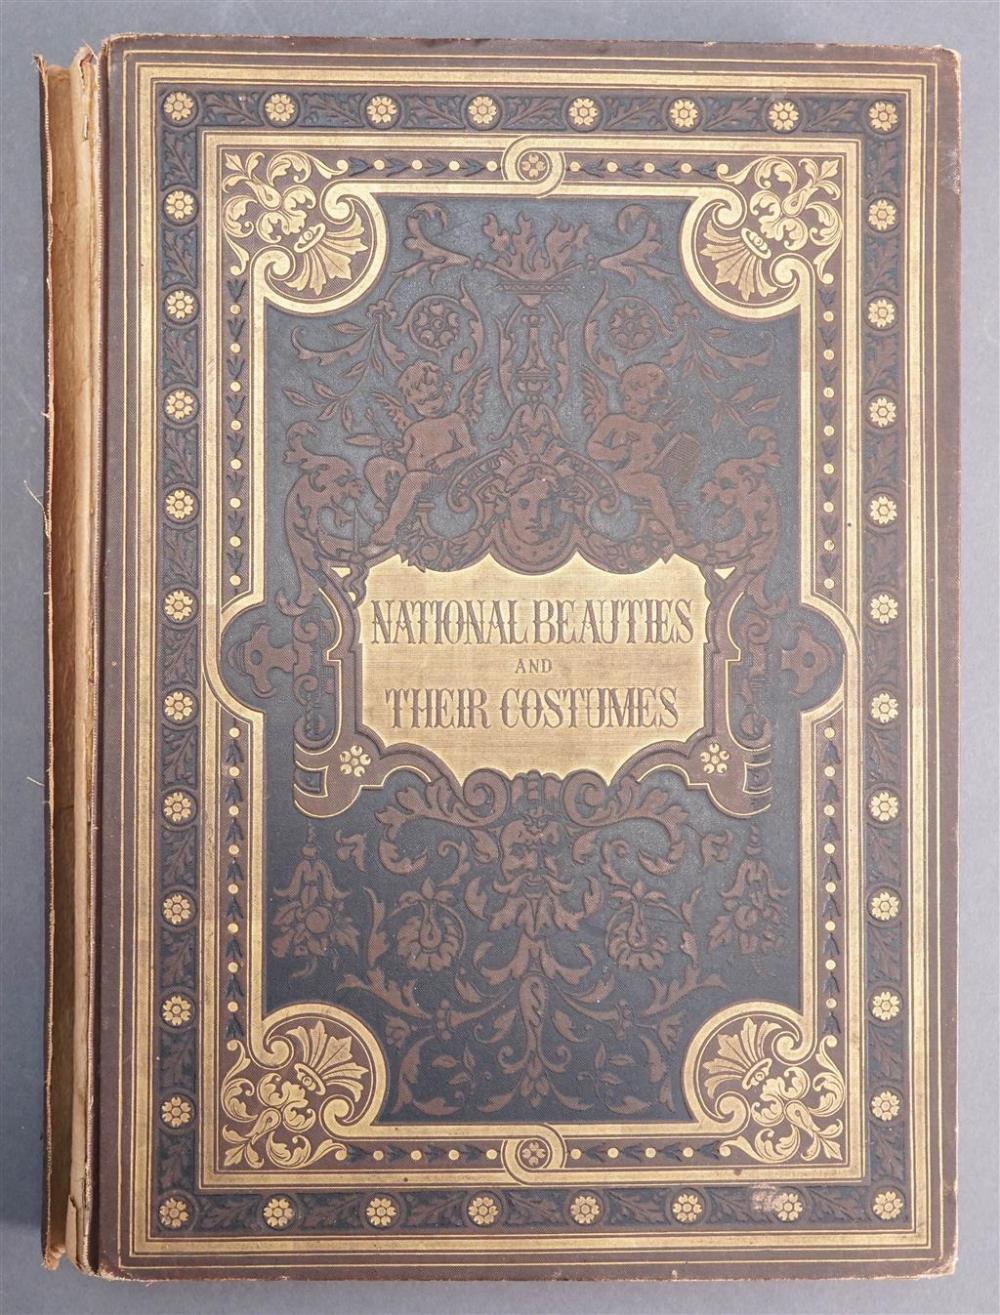 NATIONAL BEAUTIES
AND
THEIR COSTUMES